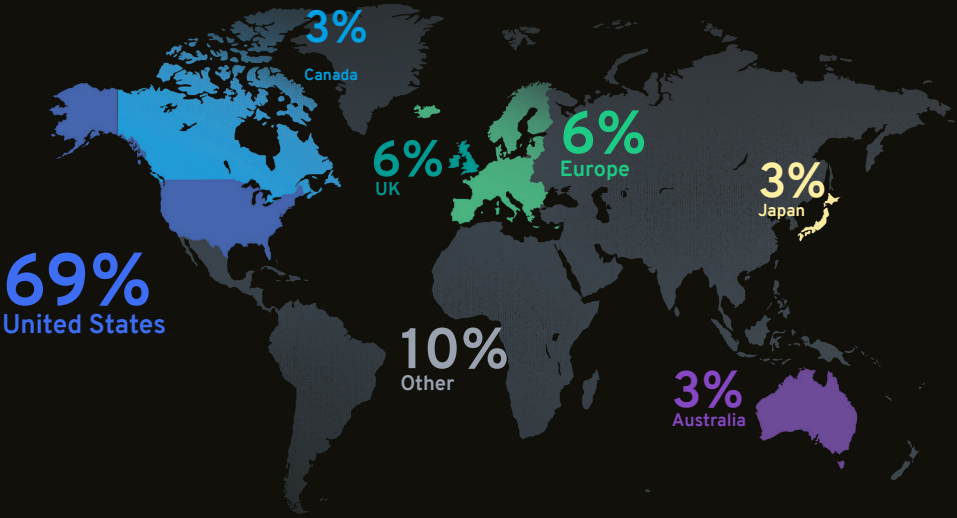 3%
Canada
6%
UK
6%
Europe
3%
Japan
69%
United States
10%
Other
3%
Australia